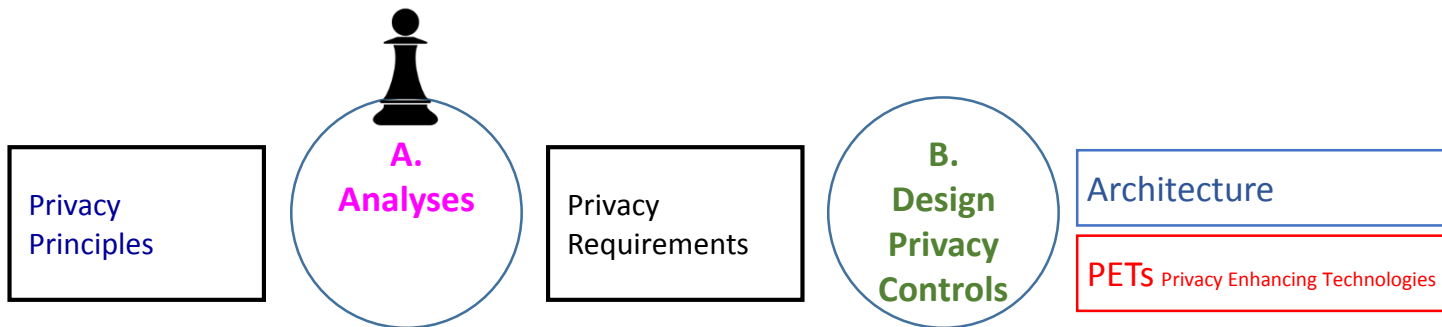 Privacy
Principles
A.
Analyses
Privacy
Requirements
B.
Design
Privacy
Controls
Architecture
PETs Privacy Enhancing Technologies